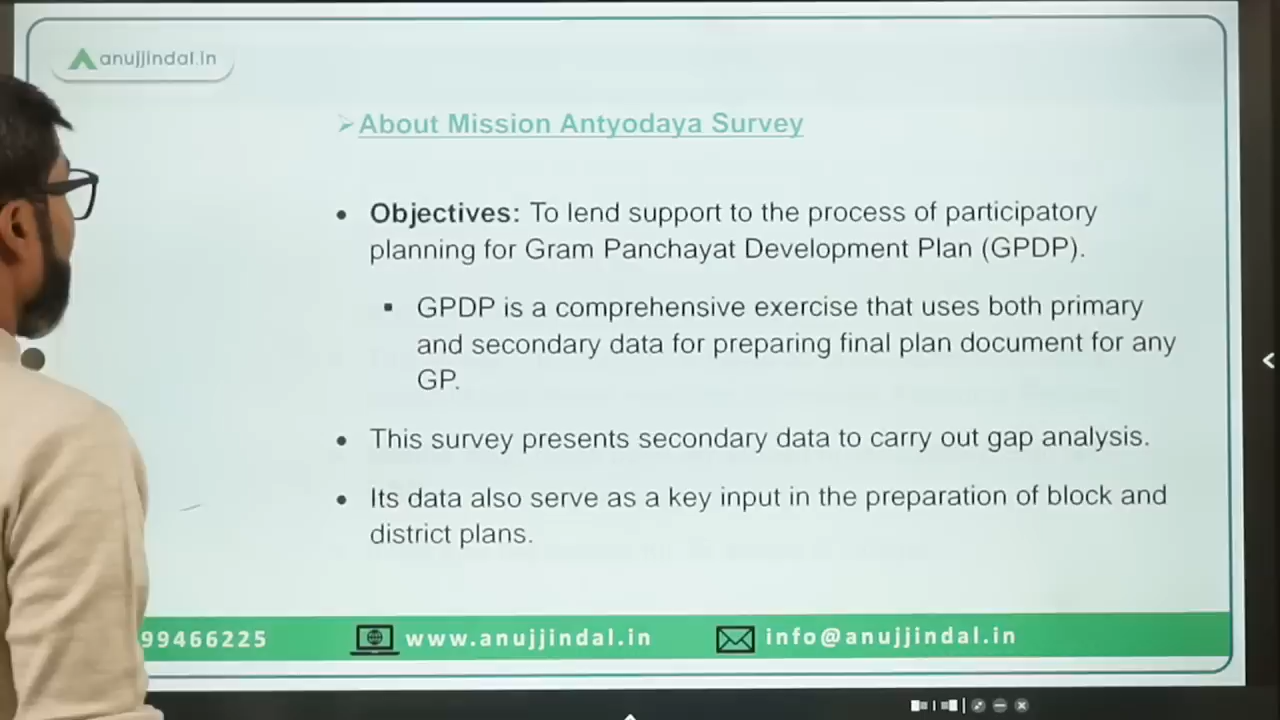 anujjindal.in
➢About Mission Antyodaya Survey
• Objectives: To lend support to the process of participatory
planning for Gram Panchayat Development Plan (GPDP).
▪ GPDP is a comprehensive exercise that uses both primary
and secondary data for preparing final plan document for any
GP.
• This survey presents secondary data to carry out gap analysis.
• Its data also serve as a key input in the preparation of block and
district plans.
99466225 www.anujjindal.in info@anujjindal.in